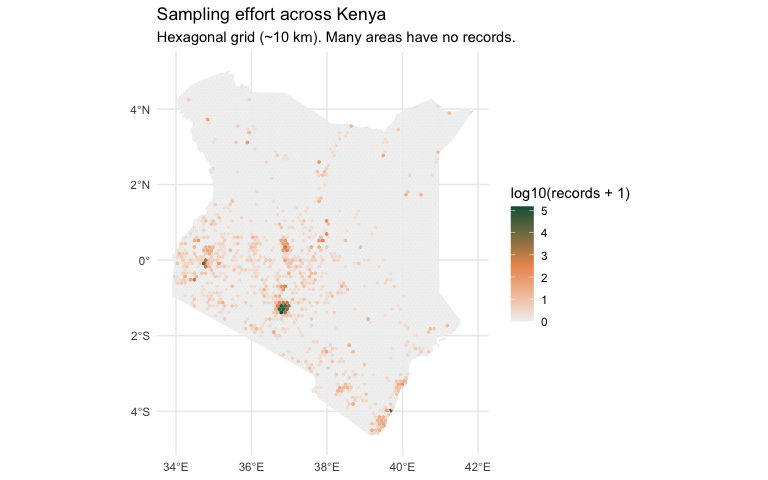 Sampling effort across Kenya
Hexagonal grid (~10 km). Many areas have no records.
4°N
2°N
0°
2°S
4°S
34°E
36°E
38°E
40°E
42°E
log10(records + 1)
5
4
3
2
1
0